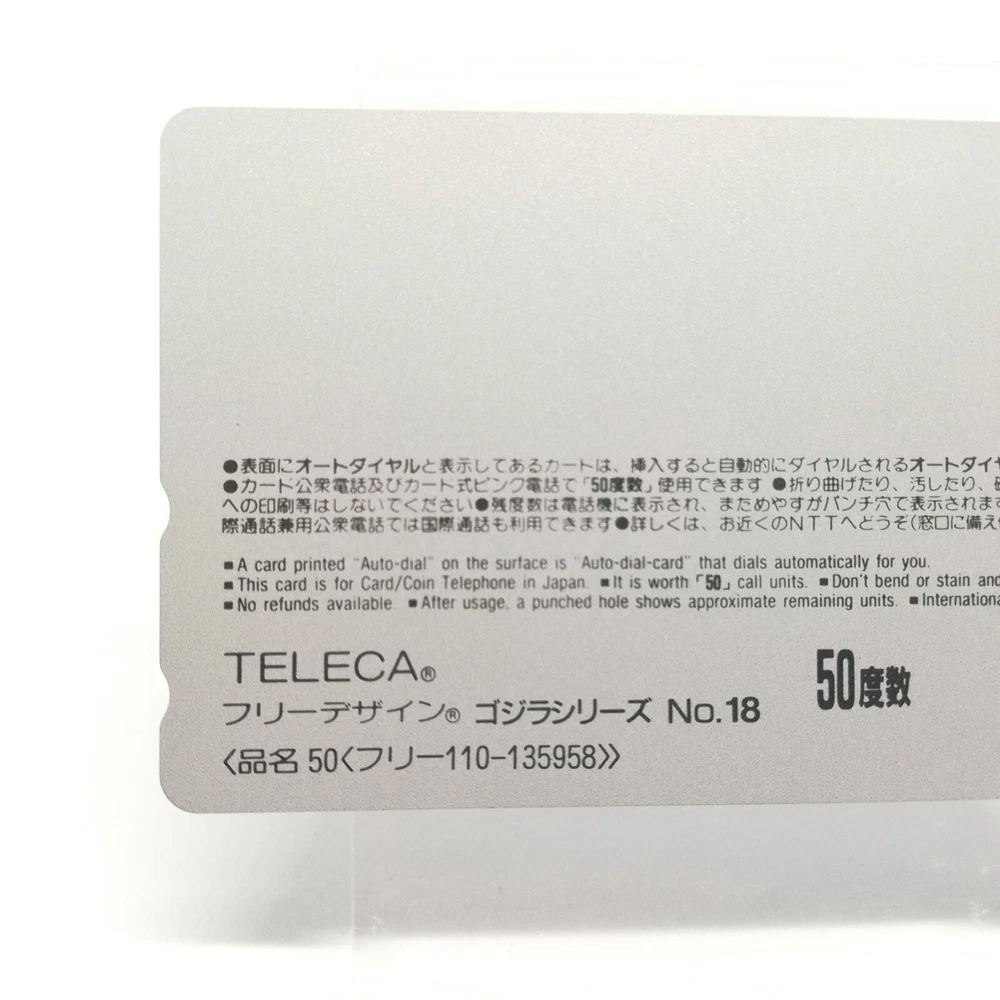 ●表面にオートダイヤルと表示してあるカードは、挿入すると自動的にダイヤルされるオートダイヤ
●カード公衆電話及びカード式ピンク電話で「50度数」使用できます ●折り曲げたり、汚したり、
への印刷等はしないでください●残度数は電話機に表示され、まためやすがパンチ穴で表示されます
際通話兼用公衆電話では国際通話も利用できます●詳しくは、お近くのNTTへどうぞ(窓口に備え
■A card printed "Auto-dial" on the surface is "Auto-dial-card" that dials automatically for you.
■This card is for Card/Coin Telephone in Japan. ■It is worth「50」call units. ■Don't bend or stain and
■No refunds available ■After usage, a punched hole shows approximate remaining units. ■Internationa
TELECA®
50度数
フリーデザイン® ゴジラシリーズ No.18
〈品名 50〈フリー110-135958〉〉